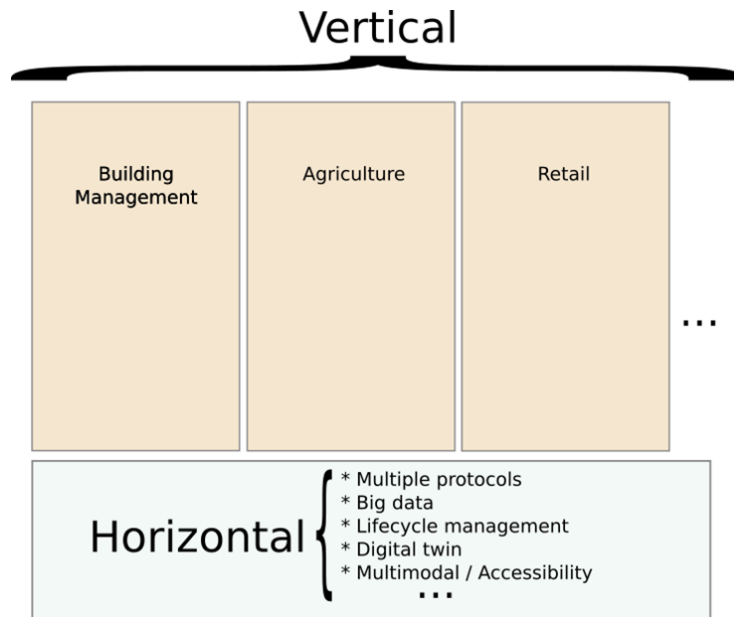 Vertical
Building
Management
Agriculture
Retail
...
Horizontal
* Multiple protocols
* Big data
* Lifecycle management
* Digital twin
* Multimodal / Accessibility
...